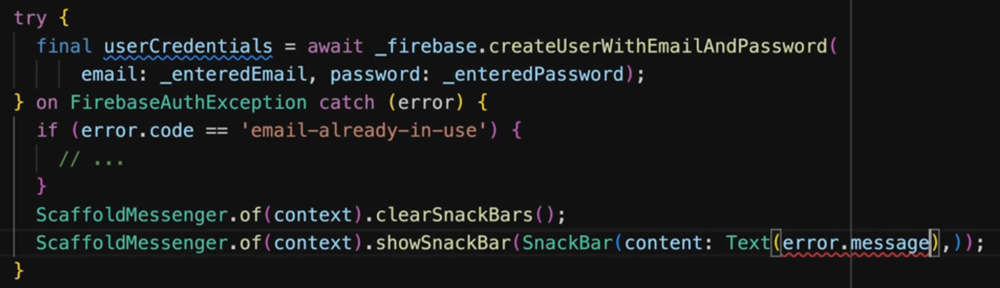 try {
  final userCredentials = await _firebase.createUserWithEmailAndPassword(
      email: _enteredEmail, password: _enteredPassword);
} on FirebaseAuthException catch (error) {
  if (error.code == 'email-already-in-use') {
    // ...
  }
  ScaffoldMessenger.of(context).clearSnackBars();
  ScaffoldMessenger.of(context).showSnackBar(SnackBar(content: Text(error.message),));
}